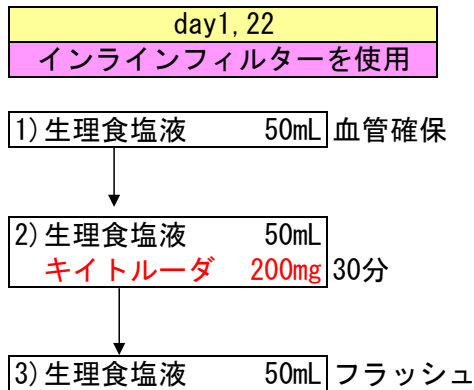 day1, 22
インラインフィルターを使用
1)生理食塩液 50mL 血管確保
2)生理食塩液 50mL
キイトルーダ 200mg 30分
3)生理食塩液 50mL フラッシュ